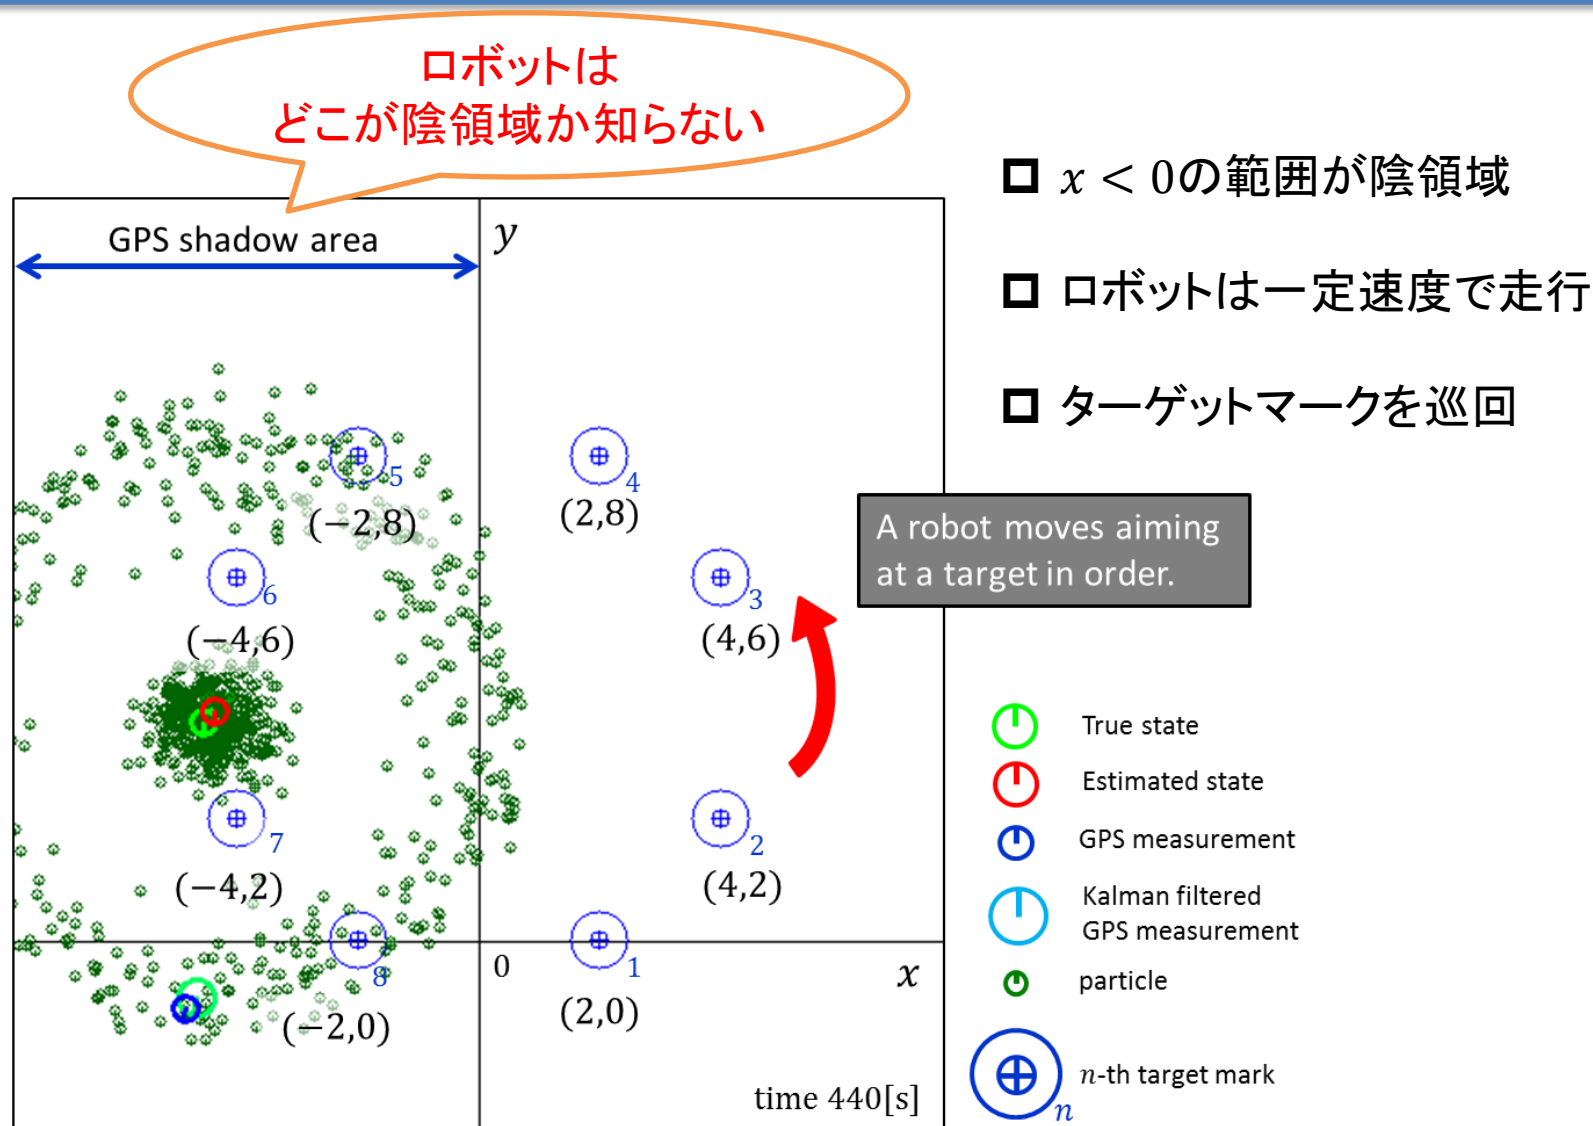 ロボットは
どこが陰領域か知らない
x < 0の範囲が陰領域
ロボットは一定速度で走行
ターゲットマークを巡回
GPS shadow area
y
5
(−2,8)
4
(2,8)
6
(−4,6)
3
(4,6)
A robot moves aiming
at a target in order.
7
(−4,2)
2
(4,2)
8
(−2,0)
0
1
(2,0)
x
time 440[s]
True state
Estimated state
GPS measurement
Kalman filtered
GPS measurement
particle
n-th target mark
n